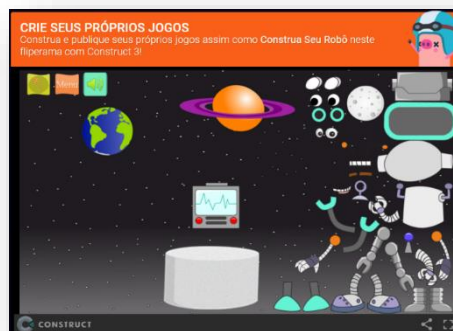 CRIE SEUS PRÓPRIOS JOGOS
Construa e publique seus próprios jogos assim como Construa Seu Robô neste
fliperama com Construct 3!
Menu
CONSTRUCT